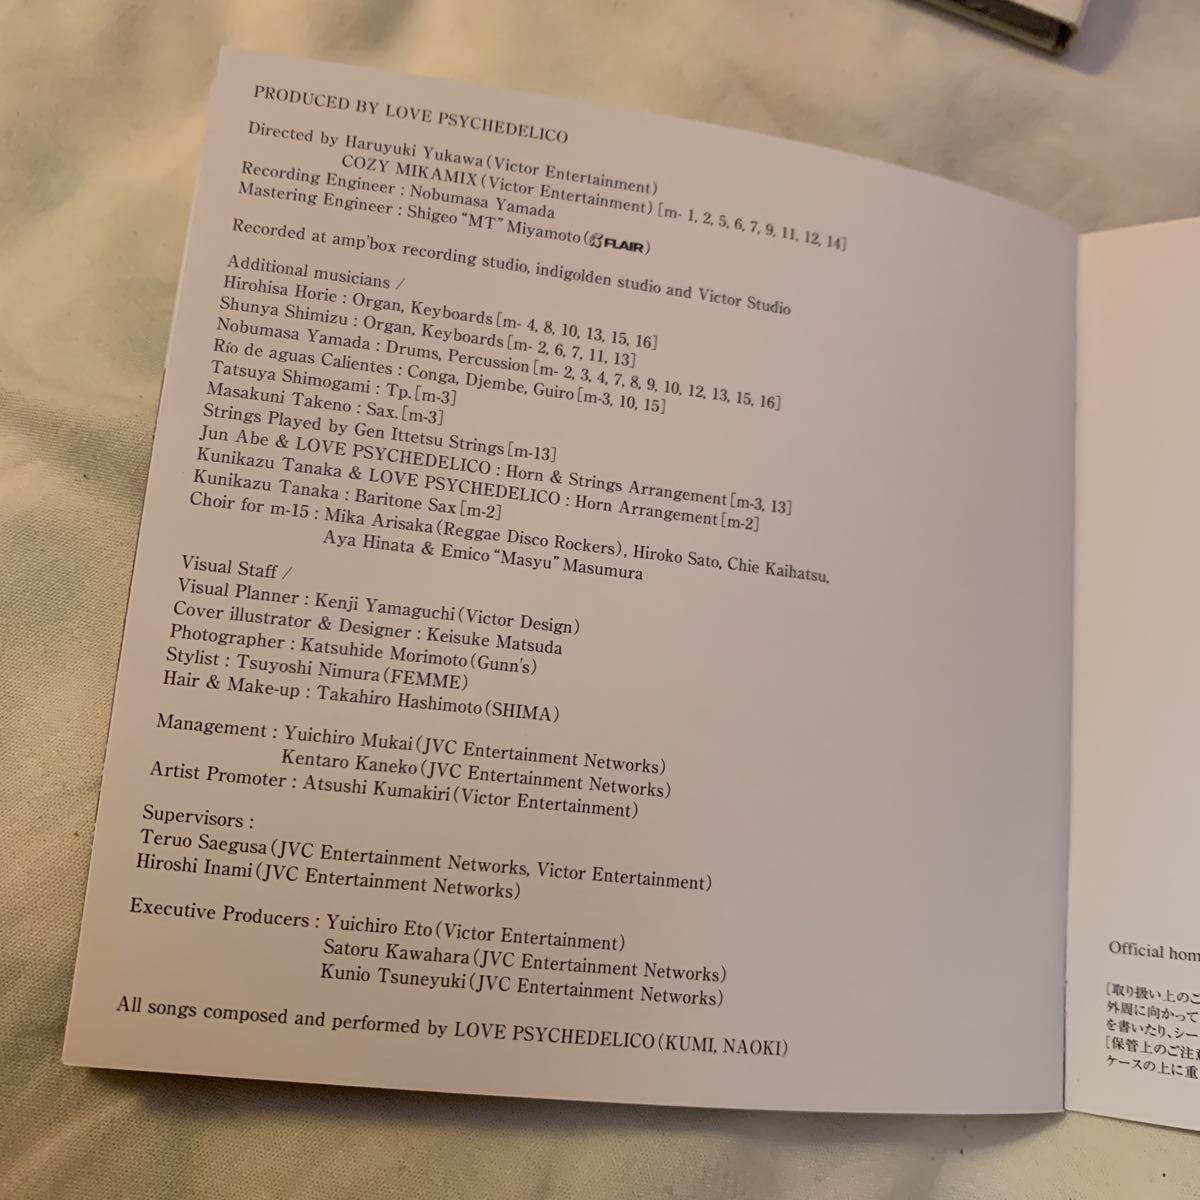 PRODUCED BY LOVE PSYCHEDELICO
Directed by Haruyuki Yukawa (Victor Entertainment)
COZY MIKAMIX (Victor Entertainment) [m- 1, 2, 5, 6, 7, 9, 11, 12, 14]
Recording Engineer : Nobumasa Yamada
Mastering Engineer : Shigeo “MT” Miyamoto (FLAIR)
Recorded at amp'box recording studio, indigolden studio and Victor Studio
Additional musicians /
Hirohisa Horie : Organ, Keyboards [m- 4, 8, 10, 13, 15, 16]
Shunya Shimizu : Organ, Keyboards [m- 2, 6, 7, 11, 13]
Nobumasa Yamada : Drums, Percussion [m- 2, 3, 4, 7, 8, 9, 10, 12, 13, 15, 16]
Río de aguas Calientes : Conga, Djembe, Guiro [m-3, 10, 15]
Tatsuya Shimogami : Tp. [m-3]
Masakuni Takeno : Sax. [m-3]
Strings Played by Gen Ittetsu Strings [m-13]
Jun Abe & LOVE PSYCHEDELICO : Horn & Strings Arrangement [m-3, 13]
Kunikazu Tanaka & LOVE PSYCHEDELICO : Horn Arrangement [m-2]
Kunikazu Tanaka : Baritone Sax [m-2]
Choir for m-15 : Mika Arisaka (Reggae Disco Rockers), Hiroko Sato, Chie Kaihatsu,
Aya Hinata & Emico “Masyu” Masumura
Visual Staff /
Visual Planner : Kenji Yamaguchi (Victor Design)
Cover illustrator & Designer : Keisuke Matsuda
Photographer : Katsuhide Morimoto (Gunn's)
Stylist : Tsuyoshi Nimura (FEMME)
Hair & Make-up : Takahiro Hashimoto (SHIMA)
Management : Yuichiro Mukai (JVC Entertainment Networks)
Kentaro Kaneko (JVC Entertainment Networks)
Artist Promoter : Atsushi Kumakiri (Victor Entertainment)
Supervisors :
Teruo Saegusa (JVC Entertainment Networks, Victor Entertainment)
Hiroshi Inami (JVC Entertainment Networks)
Executive Producers : Yuichiro Eto (Victor Entertainment)
Satoru Kawahara (JVC Entertainment Networks)
Kunio Tsuneyuki (JVC Entertainment Networks)
All songs composed and performed by LOVE PSYCHEDELICO (KUMI, NAOKI)
Official hom
[取り扱い上のご
外周に向かって
を書いたり、シー
[保管上のご注意
ケースの上に重